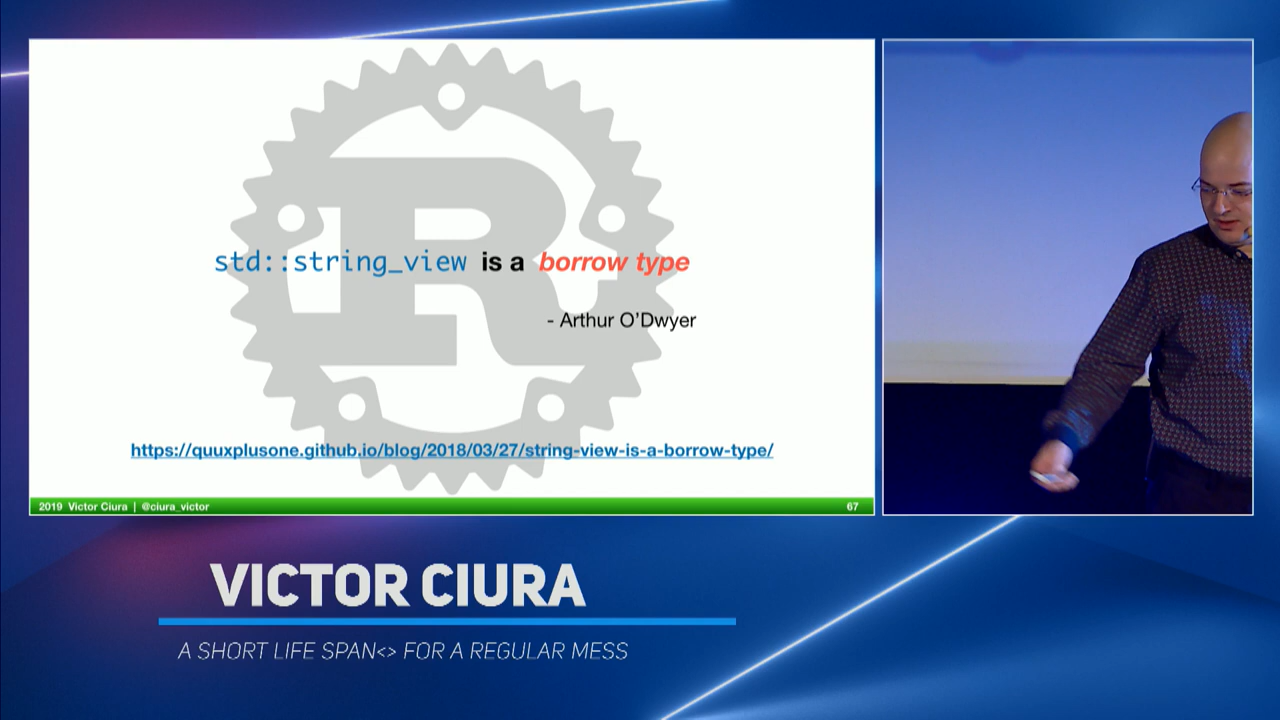 R
std::string_view is a borrow type
- Arthur O'Dwyer
https://quuxplusone.github.io/blog/2018/03/27/string-view-is-a-borrow-type/
2019 Victor Ciura | @ciura_victor
67
VICTOR CIURA
A SHORT LIFE SPAN<> FOR A REGULAR MESS